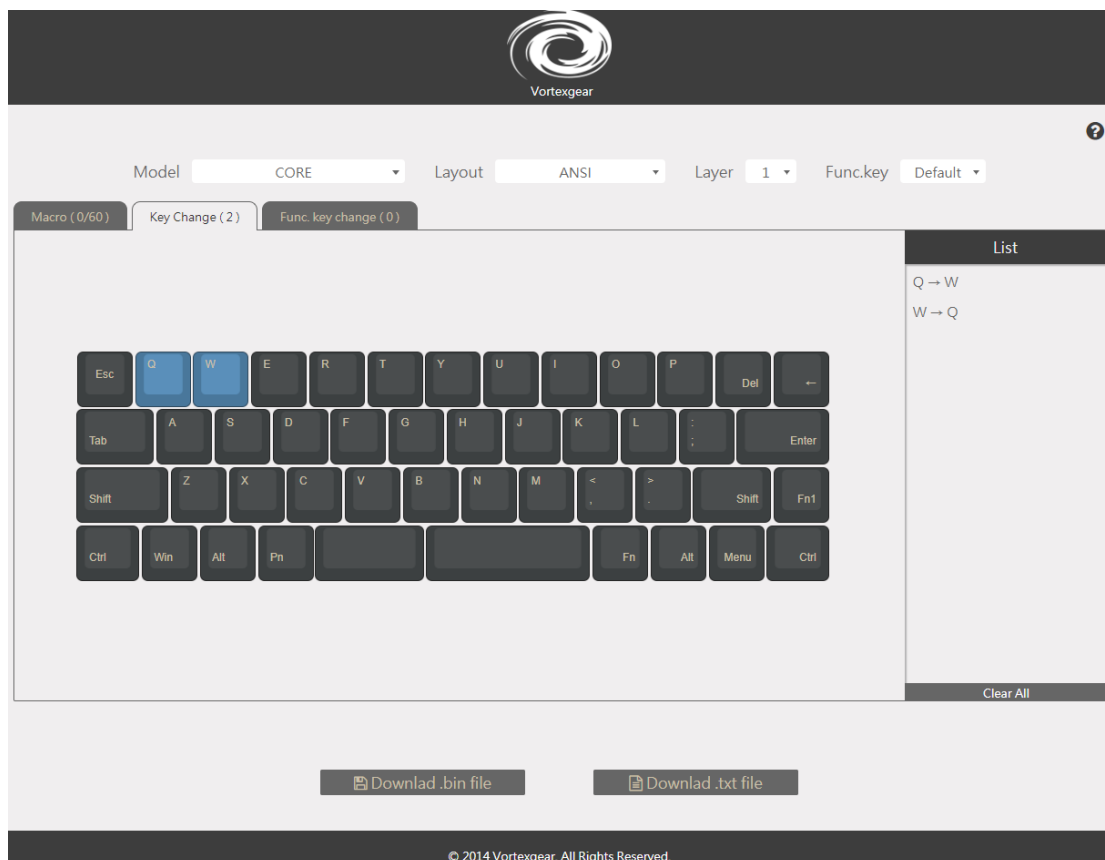 Vortexgear
Model CORE Layout ANSI Layer 1 Func.key Default
Macro ( 0/60 ) Key Change ( 2 ) Func. key change ( 0 )
List
Q → W
W → Q
Esc Q W E R T Y U I O P Del ←
Tab A S D F G H J K L : ; Enter
Shift Z X C V B N M < , > . Shift Fn1
Ctrl Win Alt Pn Fn Alt Menu Ctrl
Clear All
Downlad .bin file Downlad .txt file
© 2014 Vortexgear. All Rights Reserved.